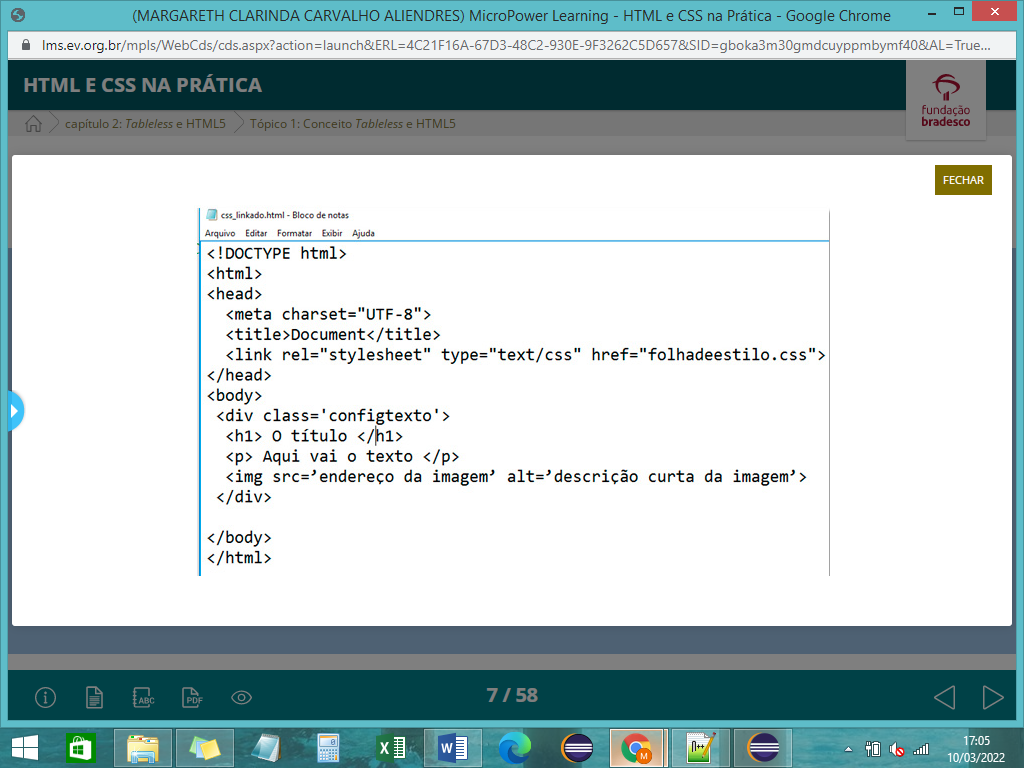 (MARGARETH CLARINDA CARVALHO ALIENDRES) MicroPower Learning - HTML e CSS na Prática - Google Chrome
lms.ev.org.br/mpls/WebCds/cds.aspx?action=launch&ERL=4C21F16A-67D3-48C2-930E-9F3262C5D657&SID=gboka3m30gmdcuyppmbymf40&AL=True...
HTML E CSS NA PRÁTICA
fundação
bradesco
capítulo 2: Tableless e HTML5 Tópico 1: Conceito Tableless e HTML5
FECHAR
css_linkado.html - Bloco de notas
Arquivo Editar Formatar Exibir Ajuda
<!DOCTYPE html>
<html>
<head>
<meta charset="UTF-8">
<title>Document</title>
<link rel="stylesheet" type="text/css" href="folhadeestilo.css">
</head>
<body>
<div class='configtexto'>
<h1> O título </h1>
<p> Aqui vai o texto </p>
<img src=’endereço da imagem’ alt=’descrição curta da imagem’>
</div>
</body>
</html>
ABC
PDF
7 / 58
17:05
10/03/2022